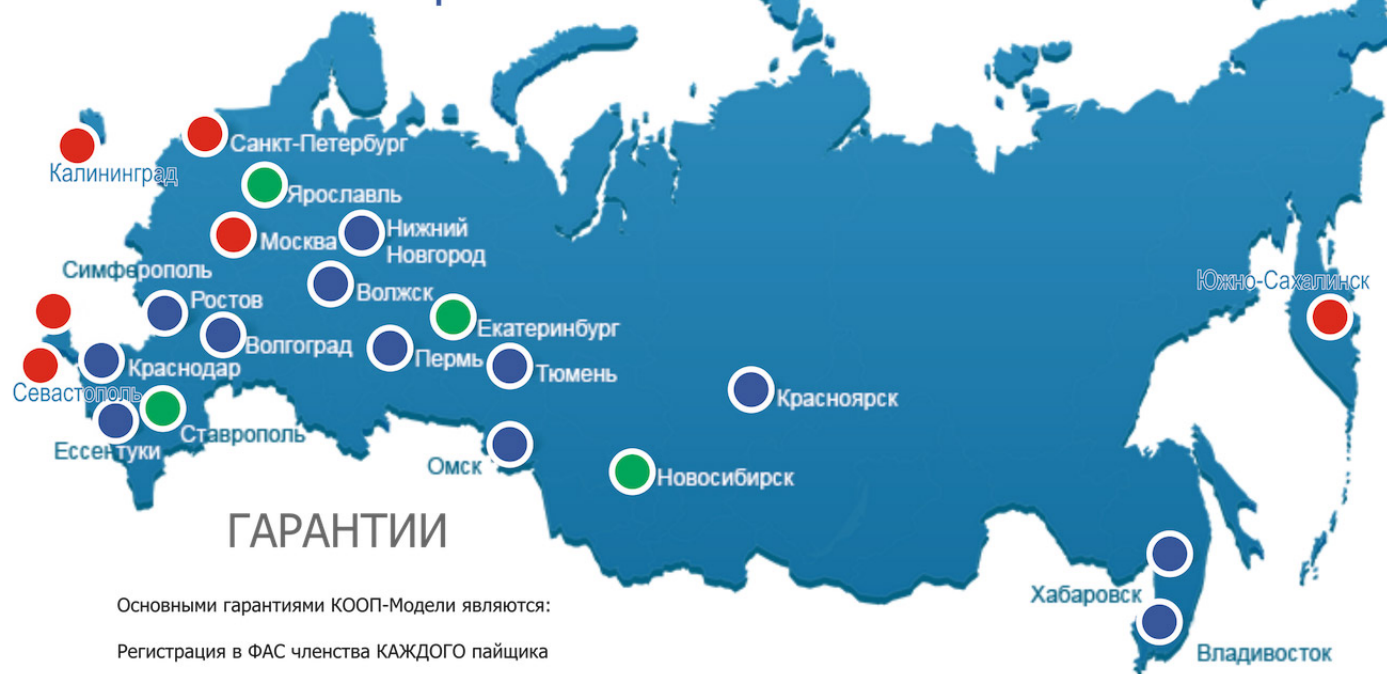 Санкт-Петербург
Калининград
Ярославль
Москва
Нижний
Новгород
Симферополь
Южно-Сахалинск
Волжск
Ростов
Екатеринбург
Волгоград
Пермь
Краснодар
Тюмень
Севастополь
Красноярск
Ставрополь
Ессентуки
Омск
Новосибирск
ГАРАНТИИ
Хабаровск
Основными гарантиями КООП-Модели являются:
Регистрация в ФАС членства КАЖДОГО пайщика
Владивосток